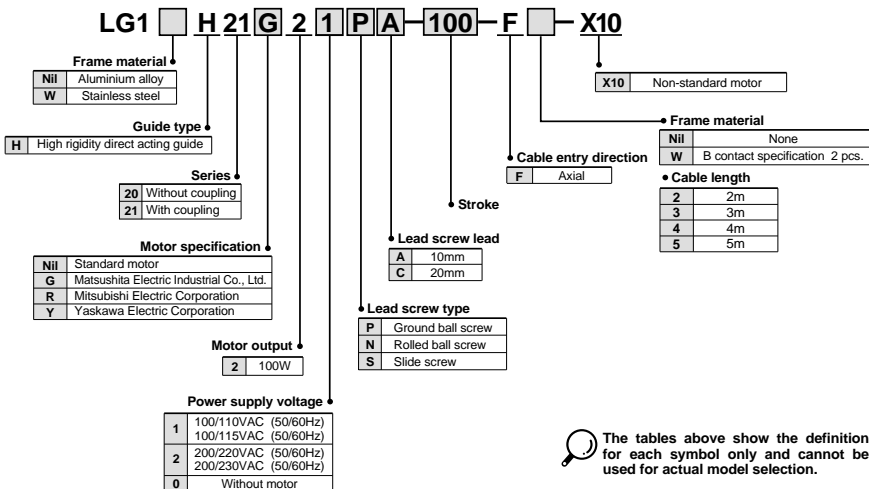 LG1 H 21 G 2 1 P A-100-F -X10
Frame material
Nil Aluminium alloy
W Stainless steel
Guide type
H High rigidity direct acting guide
Series
20 Without coupling
21 With coupling
Motor specification
Nil Standard motor
G Matsushita Electric Industrial Co., Ltd.
R Mitsubishi Electric Corporation
Y Yaskawa Electric Corporation
Motor output
2 100W
Power supply voltage
1 100/110VAC (50/60Hz)
100/115VAC (50/60Hz)
2 200/220VAC (50/60Hz)
200/230VAC (50/60Hz)
0 Without motor
Lead screw type
P Ground ball screw
N Rolled ball screw
S Slide screw
Lead screw lead
A 10mm
C 20mm
Stroke
Cable entry direction
F Axial
X10 Non-standard motor
Frame material
Nil None
W B contact specification 2 pcs.
Cable length
2 2m
3 3m
4 4m
5 5m
The tables above show the definition
for each symbol only and cannot be
used for actual model selection.